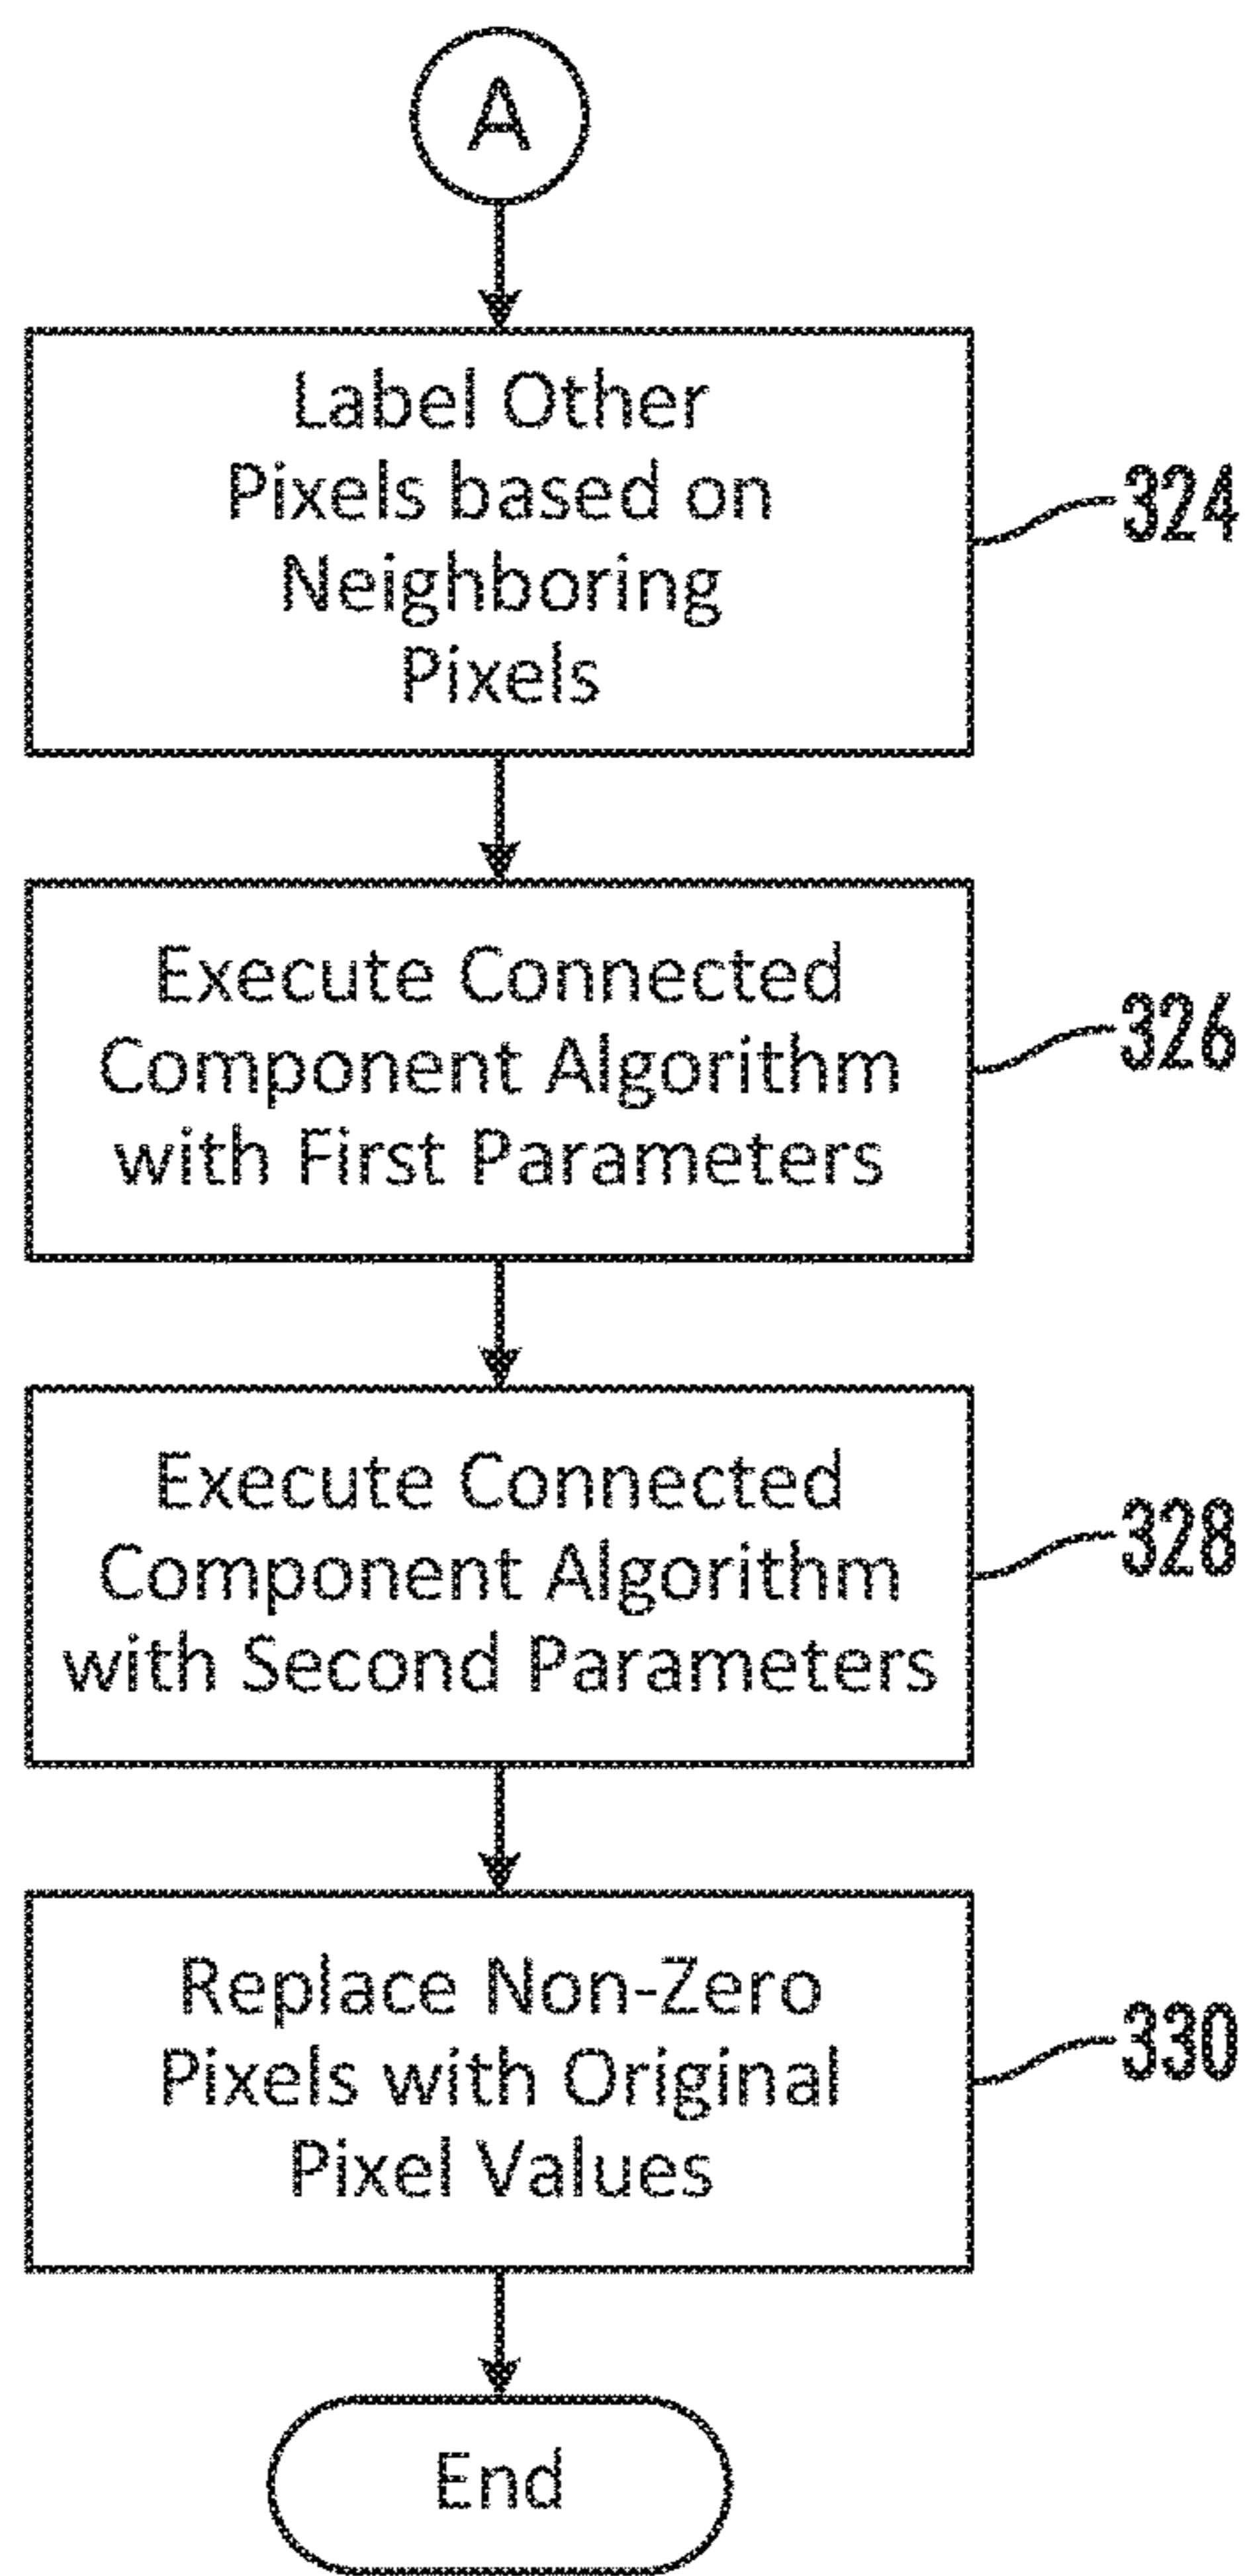 A
Label Other
Pixels based on
Neighboring
Pixels
324
Execute Connected
Component Algorithm
with First Parameters
326
Execute Connected
Component Algorithm
with Second Parameters
328
Replace Non-Zero
Pixels with Original
Pixel Values
330
End